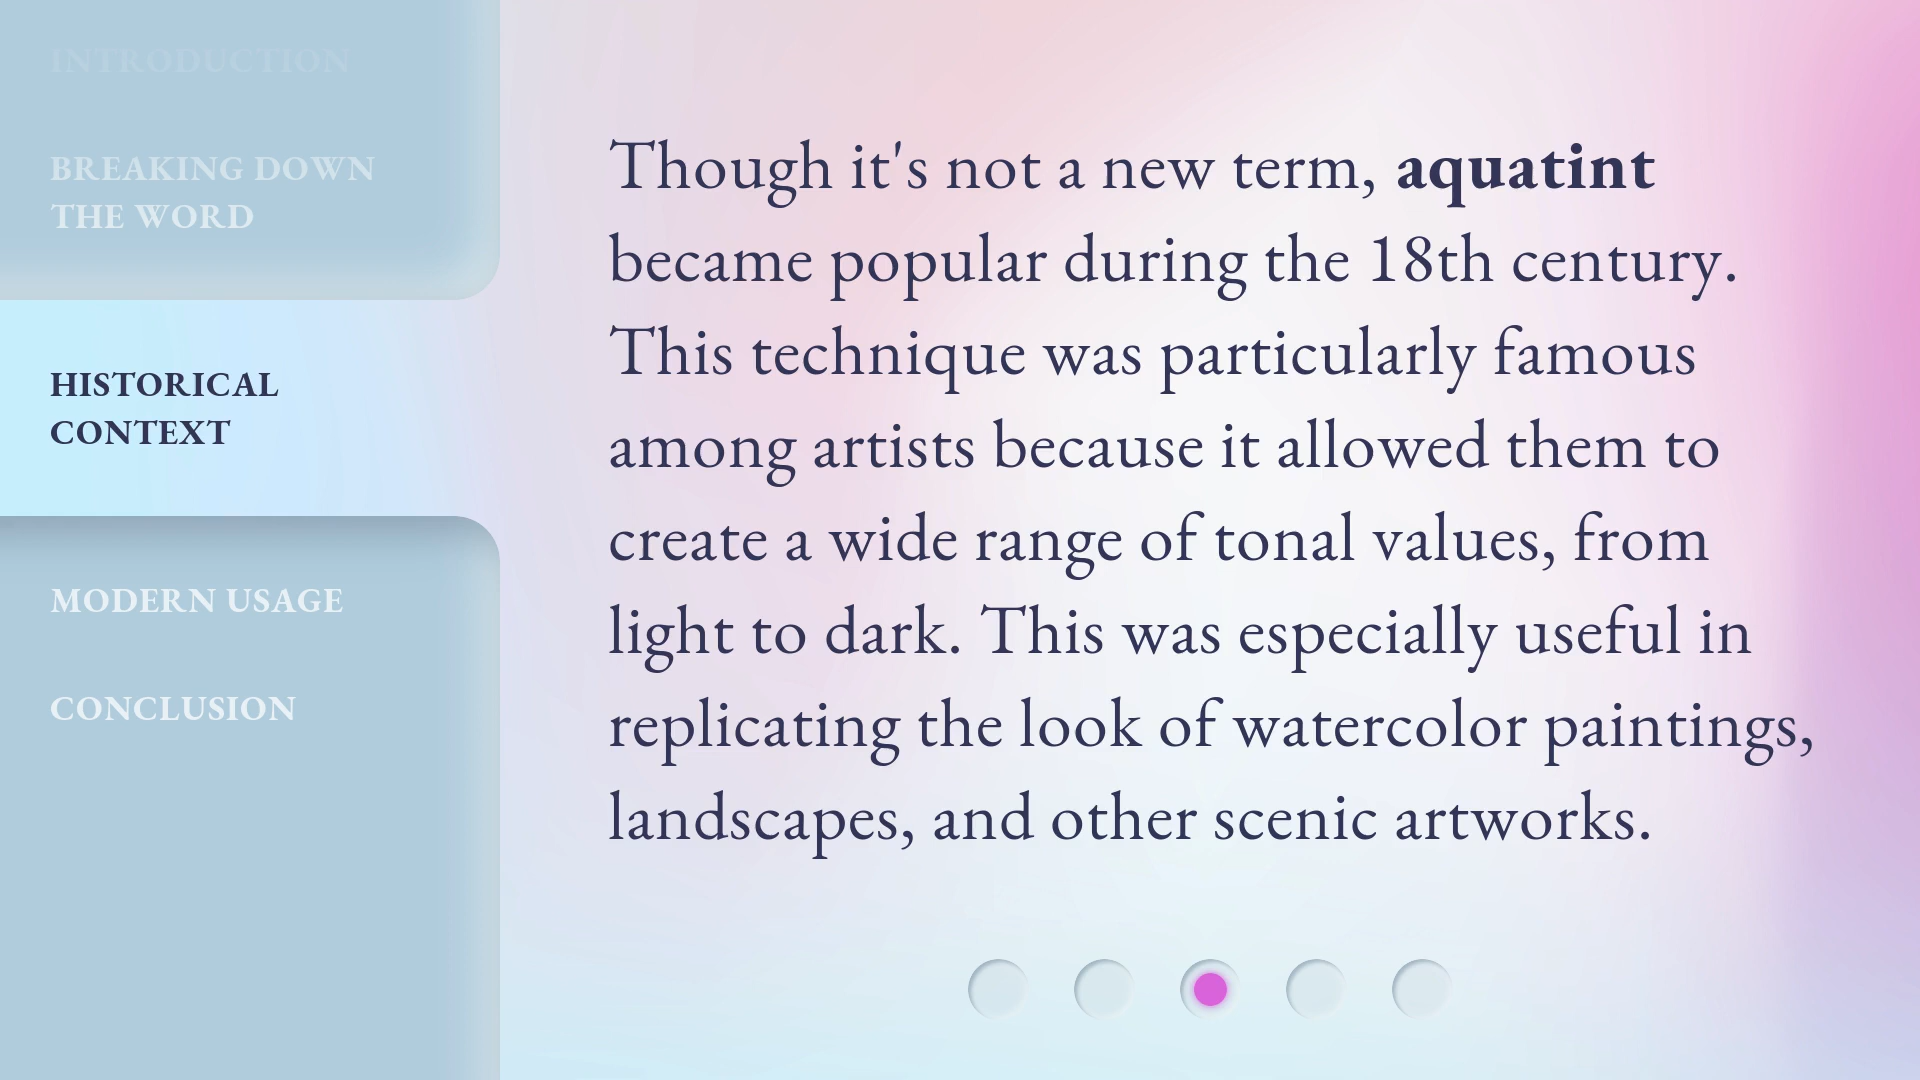 INTRODUCTION
BREAKING DOWN
THE WORD
HISTORICAL
CONTEXT
MODERN USAGE
CONCLUSION
Though it's not a new term, aquatint
became popular during the 18th century.
This technique was particularly famous
among artists because it allowed them to
create a wide range of tonal values, from
light to dark. This was especially useful in
replicating the look of watercolor paintings,
landscapes, and other scenic artworks.